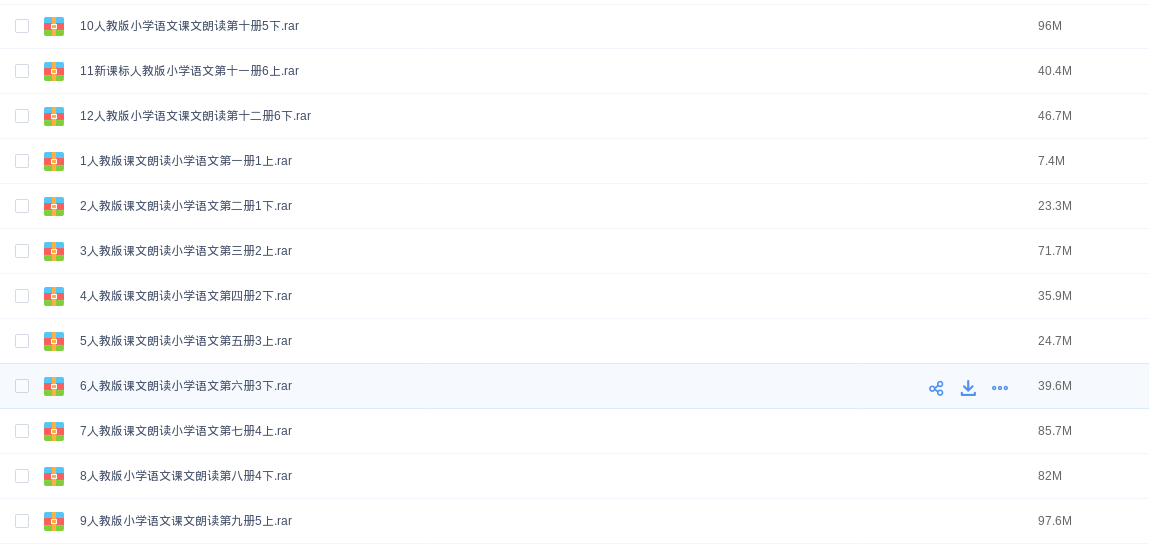 10人教版小学语文课文朗读第十册5下.rar 96M
11新课标人教版小学语文第十一册6上.rar 40.4M
12人教版小学语文课文朗读第十二册6下.rar 46.7M
1人教版课文朗读小学语文第一册1上.rar 7.4M
2人教版课文朗读小学语文第二册1下.rar 23.3M
3人教版课文朗读小学语文第三册2上.rar 71.7M
4人教版课文朗读小学语文第四册2下.rar 35.9M
5人教版课文朗读小学语文第五册3上.rar 24.7M
6人教版课文朗读小学语文第六册3下.rar 39.6M
7人教版课文朗读小学语文第七册4上.rar 85.7M
8人教版小学语文课文朗读第八册4下.rar 82M
9人教版小学语文课文朗读第九册5上.rar 97.6M